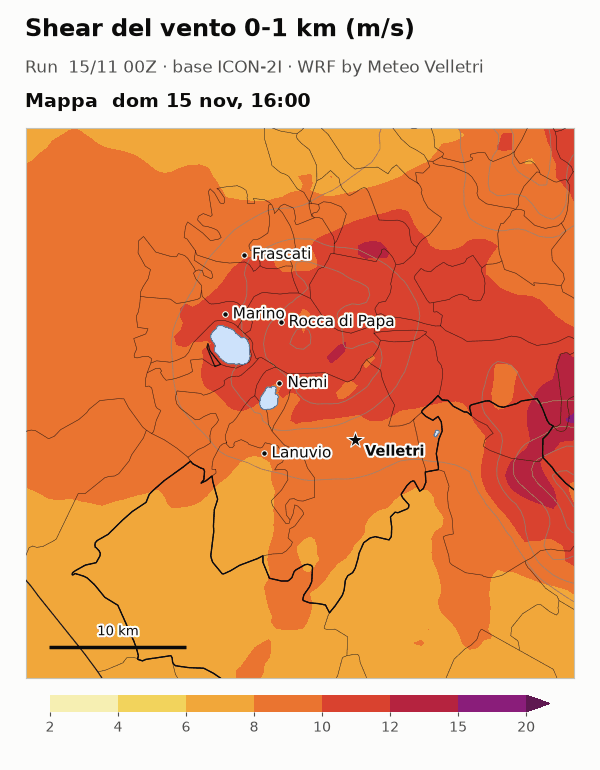 Shear del vento 0-1 km (m/s)
Run  15/11 00Z · base ICON-2I · WRF by Meteo Velletri
Mappa  dom 15 nov, 16:00
Frascati
Marino
Rocca di Papa
Nemi
Velletri
Lanuvio
10 km
2 4 6 8 10 12 15 20